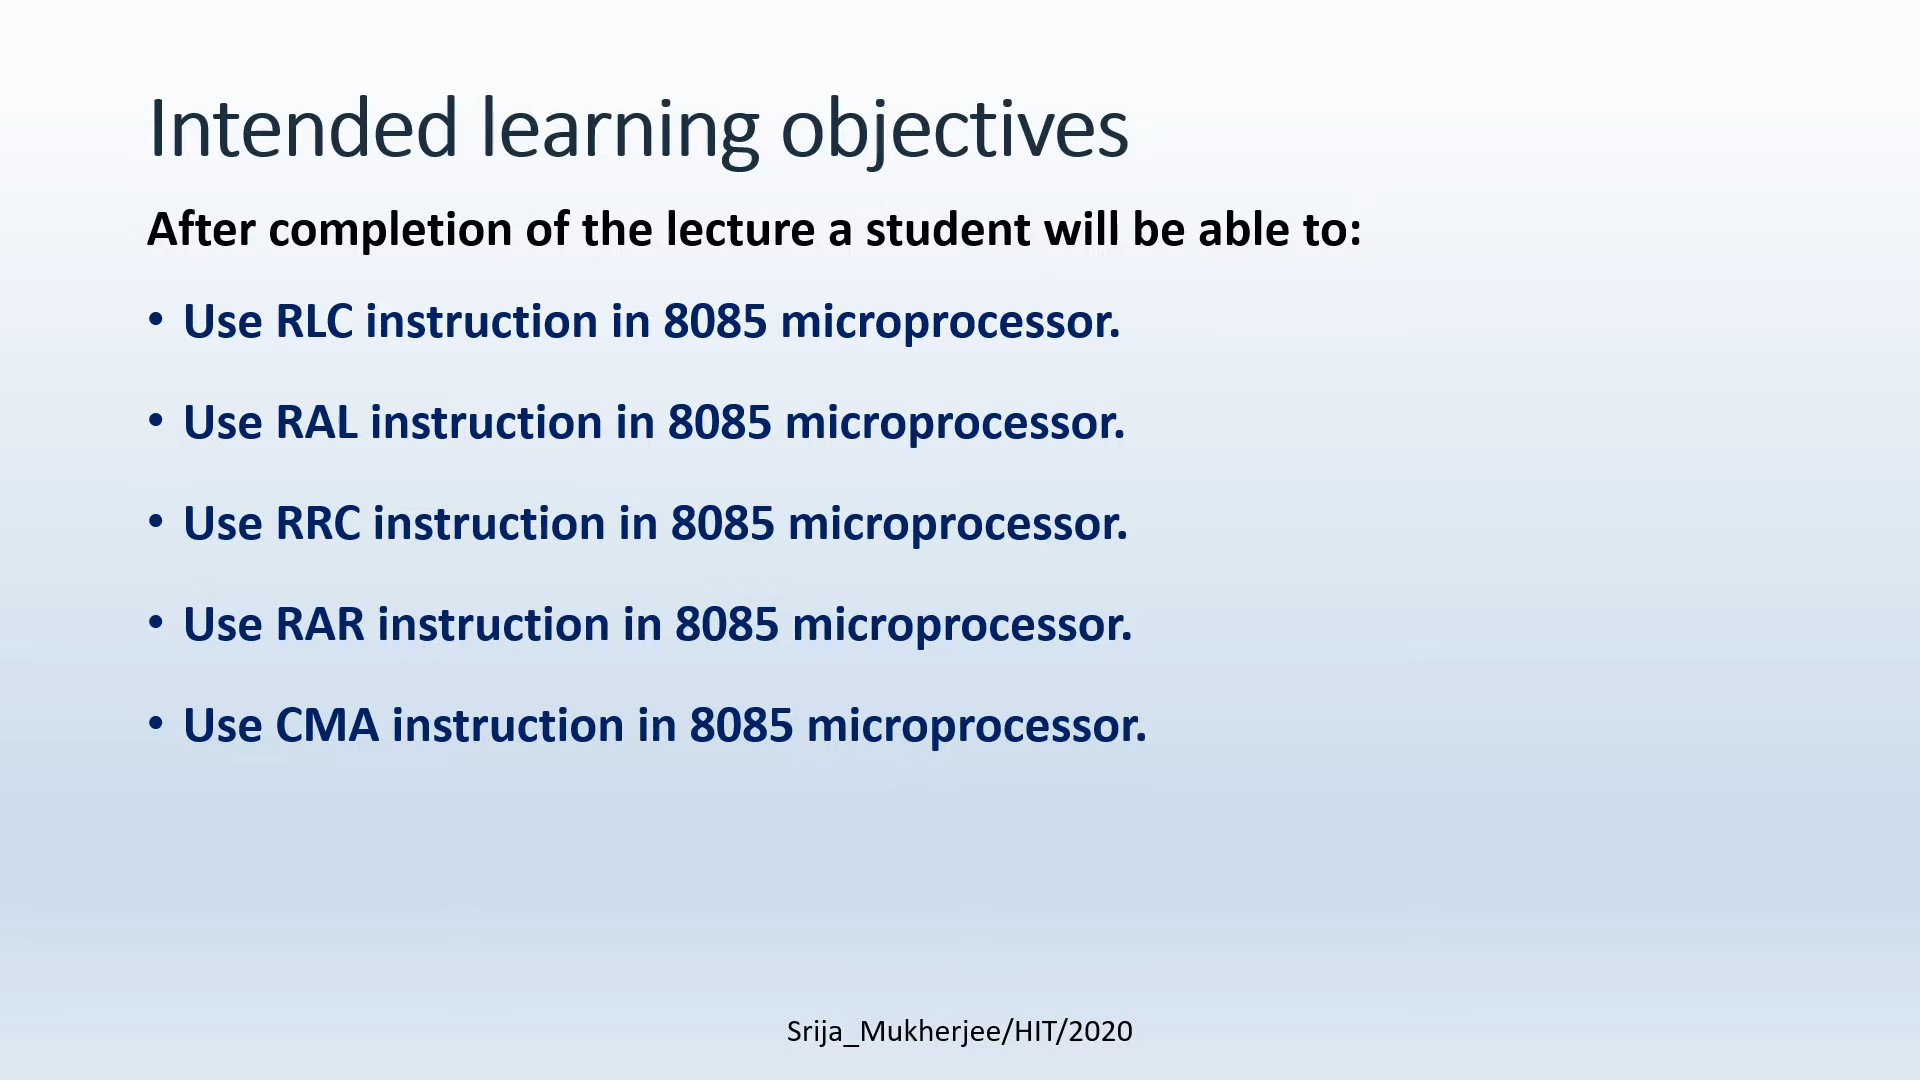 Intended learning objectives
After completion of the lecture a student will be able to:
• Use RLC instruction in 8085 microprocessor.
• Use RAL instruction in 8085 microprocessor.
• Use RRC instruction in 8085 microprocessor.
• Use RAR instruction in 8085 microprocessor.
• Use CMA instruction in 8085 microprocessor.
Srija_Mukherjee/HIT/2020